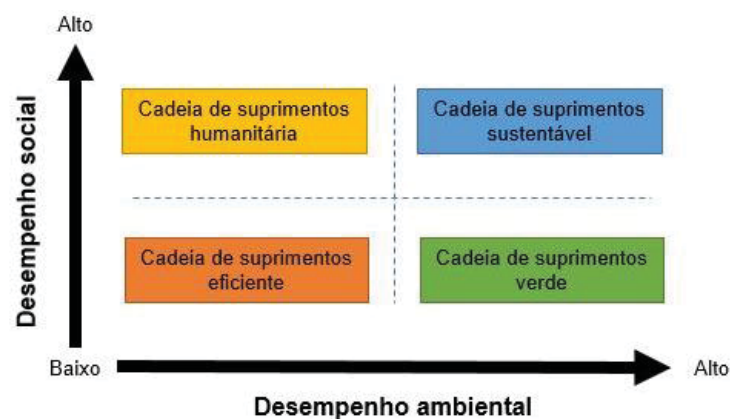 Alto
Desempenho social
Cadeia de suprimentos
humanitária
Cadeia de suprimentos
sustentável
Cadeia de suprimentos
eficiente
Cadeia de suprimentos
verde
Baixo
Alto
Desempenho ambiental